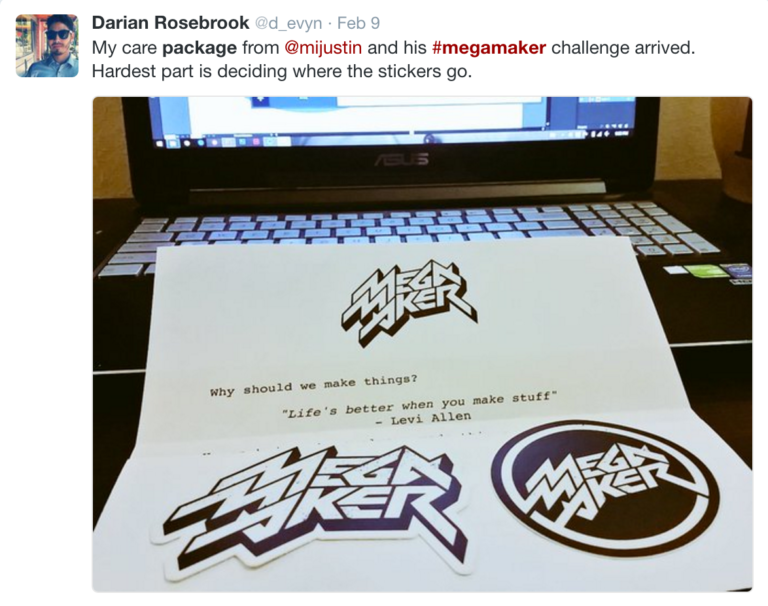 Darian Rosebrook @d_evyn · Feb 9
My care package from @mijustin and his #megamaker challenge arrived.
Hardest part is deciding where the stickers go.
ASUS
MEGA
MAKER
Why should we make things?
"Life's better when you make stuff"
- Levi Allen
MEGA
MAKER
MEGA
MAKER